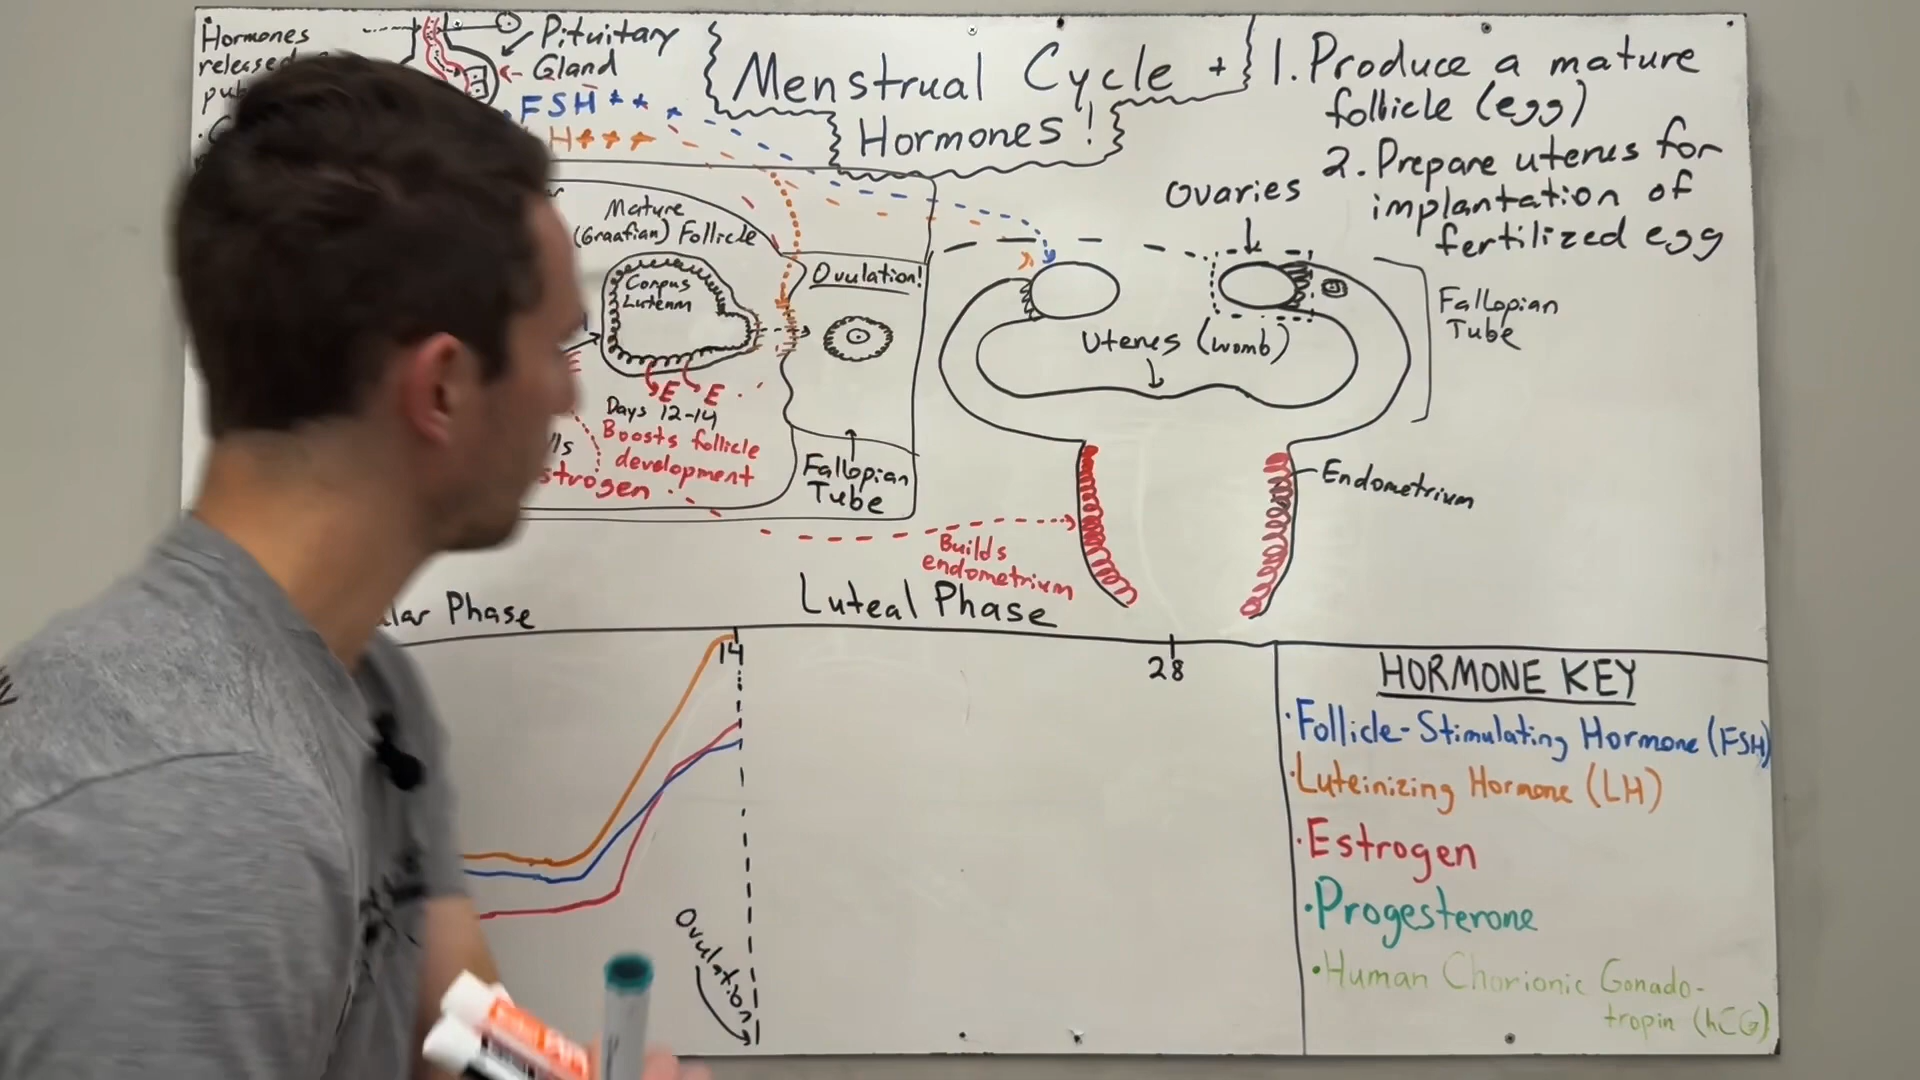 Hormones
released
Pituitary
Gland
FSH
Menstrual Cycle +
Hormones!
1. Produce a mature
follicle (egg)
2. Prepare uterus for
implantation of
fertilized egg
Mature
(Graafian) Follicle
Corpus
Luteum
E E
Days 12-14
Boosts follicle
development
Ovulation!
Fallopian
Tube
Ovaries
Uterus (womb)
Fallopian
Tube
Endometrium
Builds
endometrium
Phase
Luteal Phase
14
28
Ovulation
HORMONE KEY
·Follicle-Stimulating Hormone (FSH)
·Luteinizing Hormone (LH)
·Estrogen
·Progesterone
·Human Chorionic Gonado-
tropin (hCG)